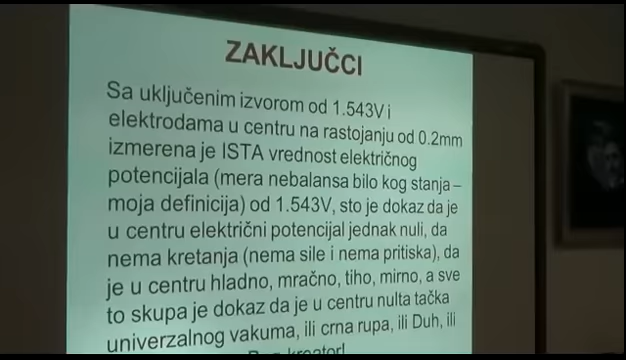 ZAKLJUČCI
Sa uključenim izvorom od 1.543V i
elektrodama u centru na rastojanju od 0.2mm
izmerena je ISTA vrednost električnog
potencijala (mera nebalansa bilo kog stanja –
moja definicija) od 1.543V, sto je dokaz da je
u centru električni potencijal jednak nuli, da
nema kretanja (nema sile i nema pritiska), da
je u centru hladno, mračno, tiho, mirno, a sve
to skupa je dokaz da je u centru nulta tačka
univerzalnog vakuma, ili crna rupa, ili Duh, ili
kreator!